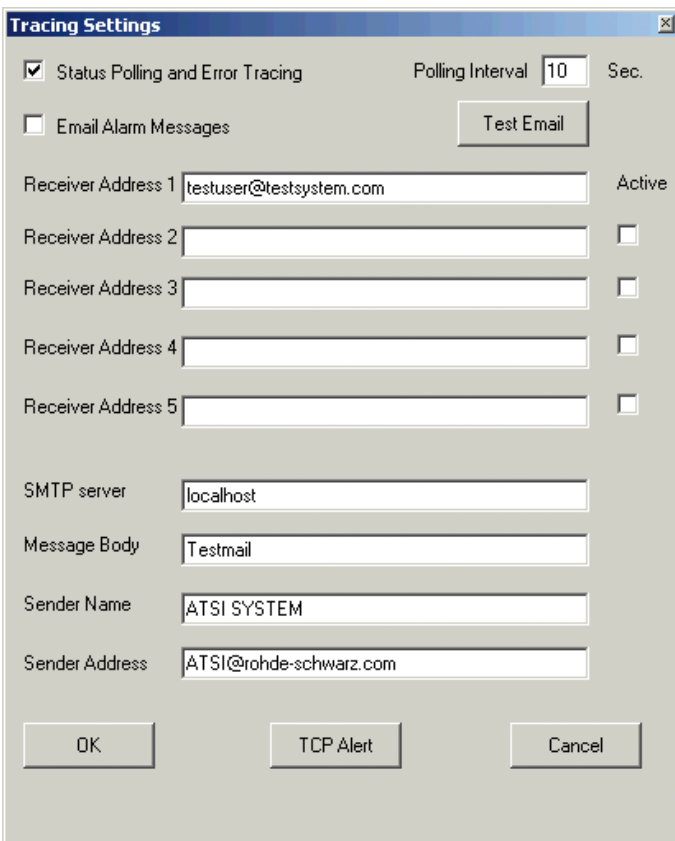 Tracing Settings
Status Polling and Error Tracing Polling Interval 10 Sec.
Email Alarm Messages Test Email
Receiver Address 1 testuser@testsystem.com Active
Receiver Address 2
Receiver Address 3
Receiver Address 4
Receiver Address 5
SMTP server localhost
Message Body Testmail
Sender Name ATSI SYSTEM
Sender Address ATSI@rohde-schwarz.com
OK TCP Alert Cancel